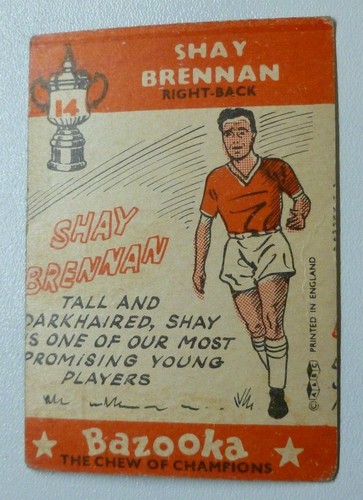 SHAY
BRENNAN
RIGHT-BACK
14
SHAY
BRENNAN
TALL AND
DARKHAIRED, SHAY
IS ONE OF OUR MOST
PROMISING YOUNG
PLAYERS
© A&BC PRINTED IN ENGLAND
Bazooka
THE CHEW OF CHAMPIONS